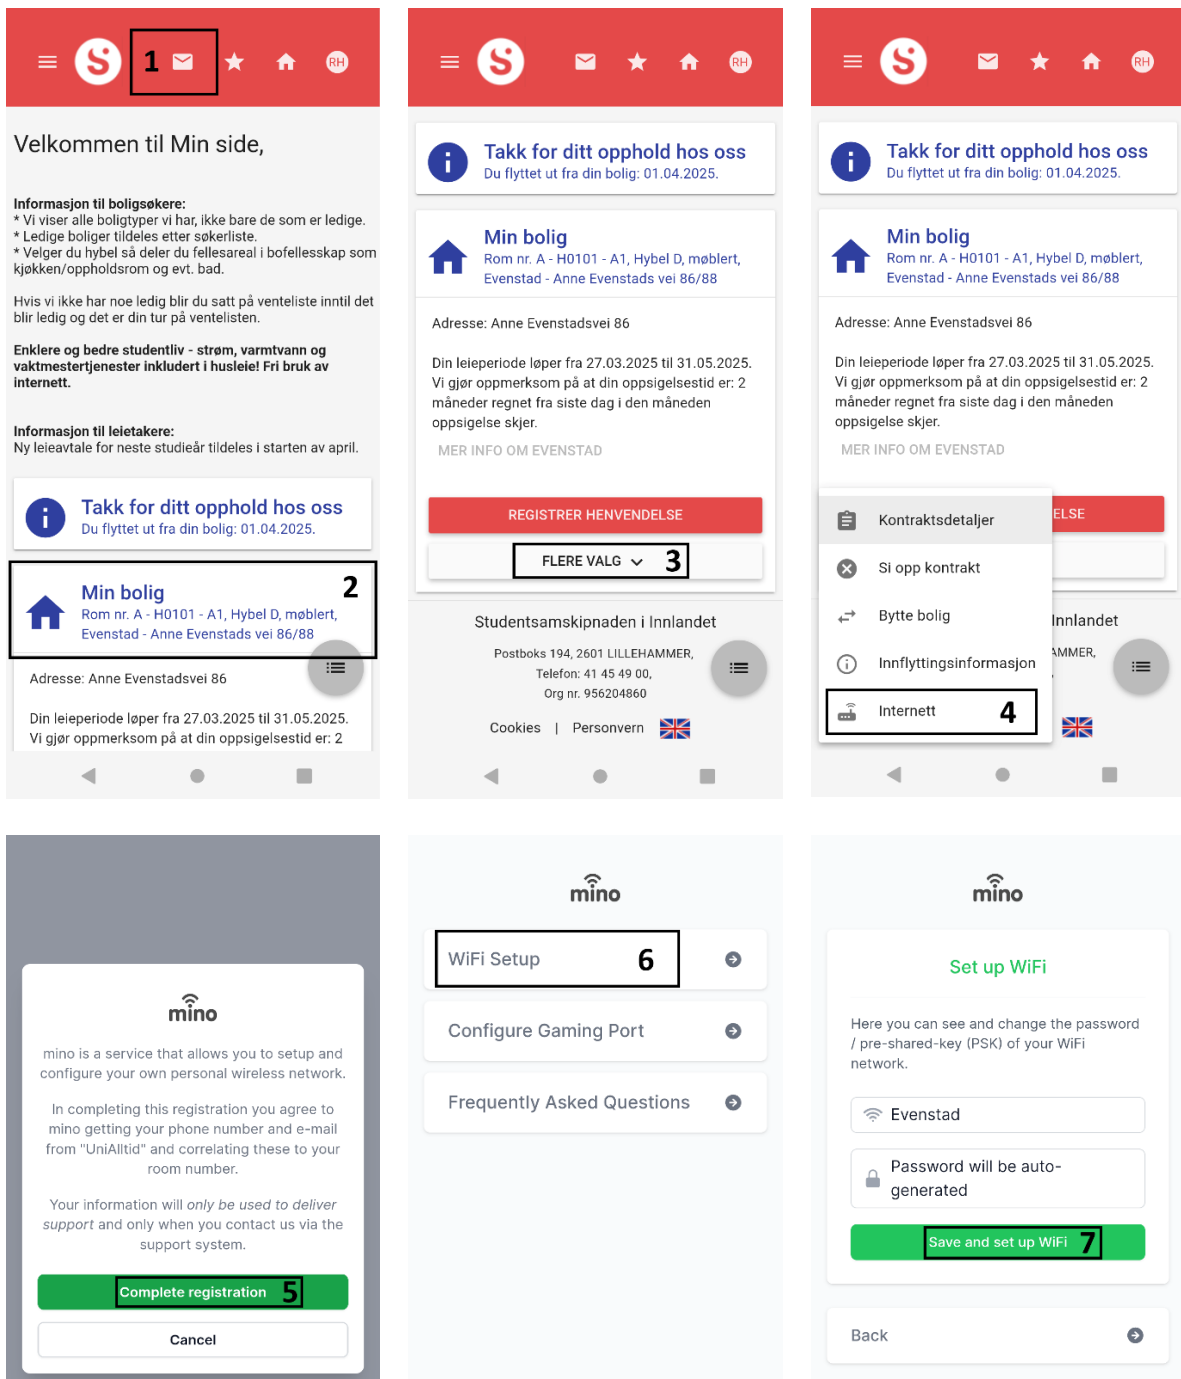 1
RH
Velkommen til Min side,
Informasjon til boligsøkere:
* Vi viser alle boligtyper vi har, ikke bare de som er ledige.
* Ledige boliger tildeles etter søkerliste.
* Velger du hybel så deler du fellesareal i bofellesskap som
kjøkken/oppholdsrom og evt. bad.
Hvis vi ikke har noe ledig blir du satt på venteliste inntil det
blir ledig og det er din tur på ventelisten.
Enklere og bedre studentliv - strøm, varmtvann og
vaktmestertjenester inkludert i husleie! Fri bruk av
internett.
Informasjon til leietakere:
Ny leieavtale for neste studieår tildeles i starten av april.
Takk for ditt opphold hos oss
Du flyttet ut fra din bolig: 01.04.2025.
Min bolig 2
Rom nr. A - H0101 - A1, Hybel D, møblert,
Evenstad - Anne Evenstads vei 86/88
Adresse: Anne Evenstadsvei 86
Din leieperiode løper fra 27.03.2025 til 31.05.2025.
Vi gjør oppmerksom på at din oppsigelsestid er: 2
RH
Takk for ditt opphold hos oss
Du flyttet ut fra din bolig: 01.04.2025.
Min bolig
Rom nr. A - H0101 - A1, Hybel D, møblert,
Evenstad - Anne Evenstads vei 86/88
Adresse: Anne Evenstadsvei 86
Din leieperiode løper fra 27.03.2025 til 31.05.2025.
Vi gjør oppmerksom på at din oppsigelsestid er: 2
måneder regnet fra siste dag i den måneden
oppsigelse skjer.
MER INFO OM EVENSTAD
REGISTRER HENVENDELSE
FLERE VALG 3
Studentsamskipnaden i Innlandet
Postboks 194, 2601 LILLEHAMMER,
Telefon: 41 45 49 00,
Org nr. 956204860
Cookies | Personvern
RH
Takk for ditt opphold hos oss
Du flyttet ut fra din bolig: 01.04.2025.
Min bolig
Rom nr. A - H0101 - A1, Hybel D, møblert,
Evenstad - Anne Evenstads vei 86/88
Adresse: Anne Evenstadsvei 86
Din leieperiode løper fra 27.03.2025 til 31.05.2025.
Vi gjør oppmerksom på at din oppsigelsestid er: 2
måneder regnet fra siste dag i den måneden
oppsigelse skjer.
MER INFO OM EVENSTAD
ELSE
Kontraktsdetaljer
Si opp kontrakt
Bytte bolig
Innlandet
AMMER,
Innflyttingsinformasjon
Internett 4
mino
mino is a service that allows you to setup and
configure your own personal wireless network.
In completing this registration you agree to
mino getting your phone number and e-mail
from "UniAlltid" and correlating these to your
room number.
Your information will only be used to deliver
support and only when you contact us via the
support system.
Complete registration 5
Cancel
mino
WiFi Setup 6
Configure Gaming Port
Frequently Asked Questions
mino
Set up WiFi
Here you can see and change the password
/ pre-shared-key (PSK) of your WiFi
network.
Evenstad
Password will be auto-
generated
Save and set up WiFi 7
Back